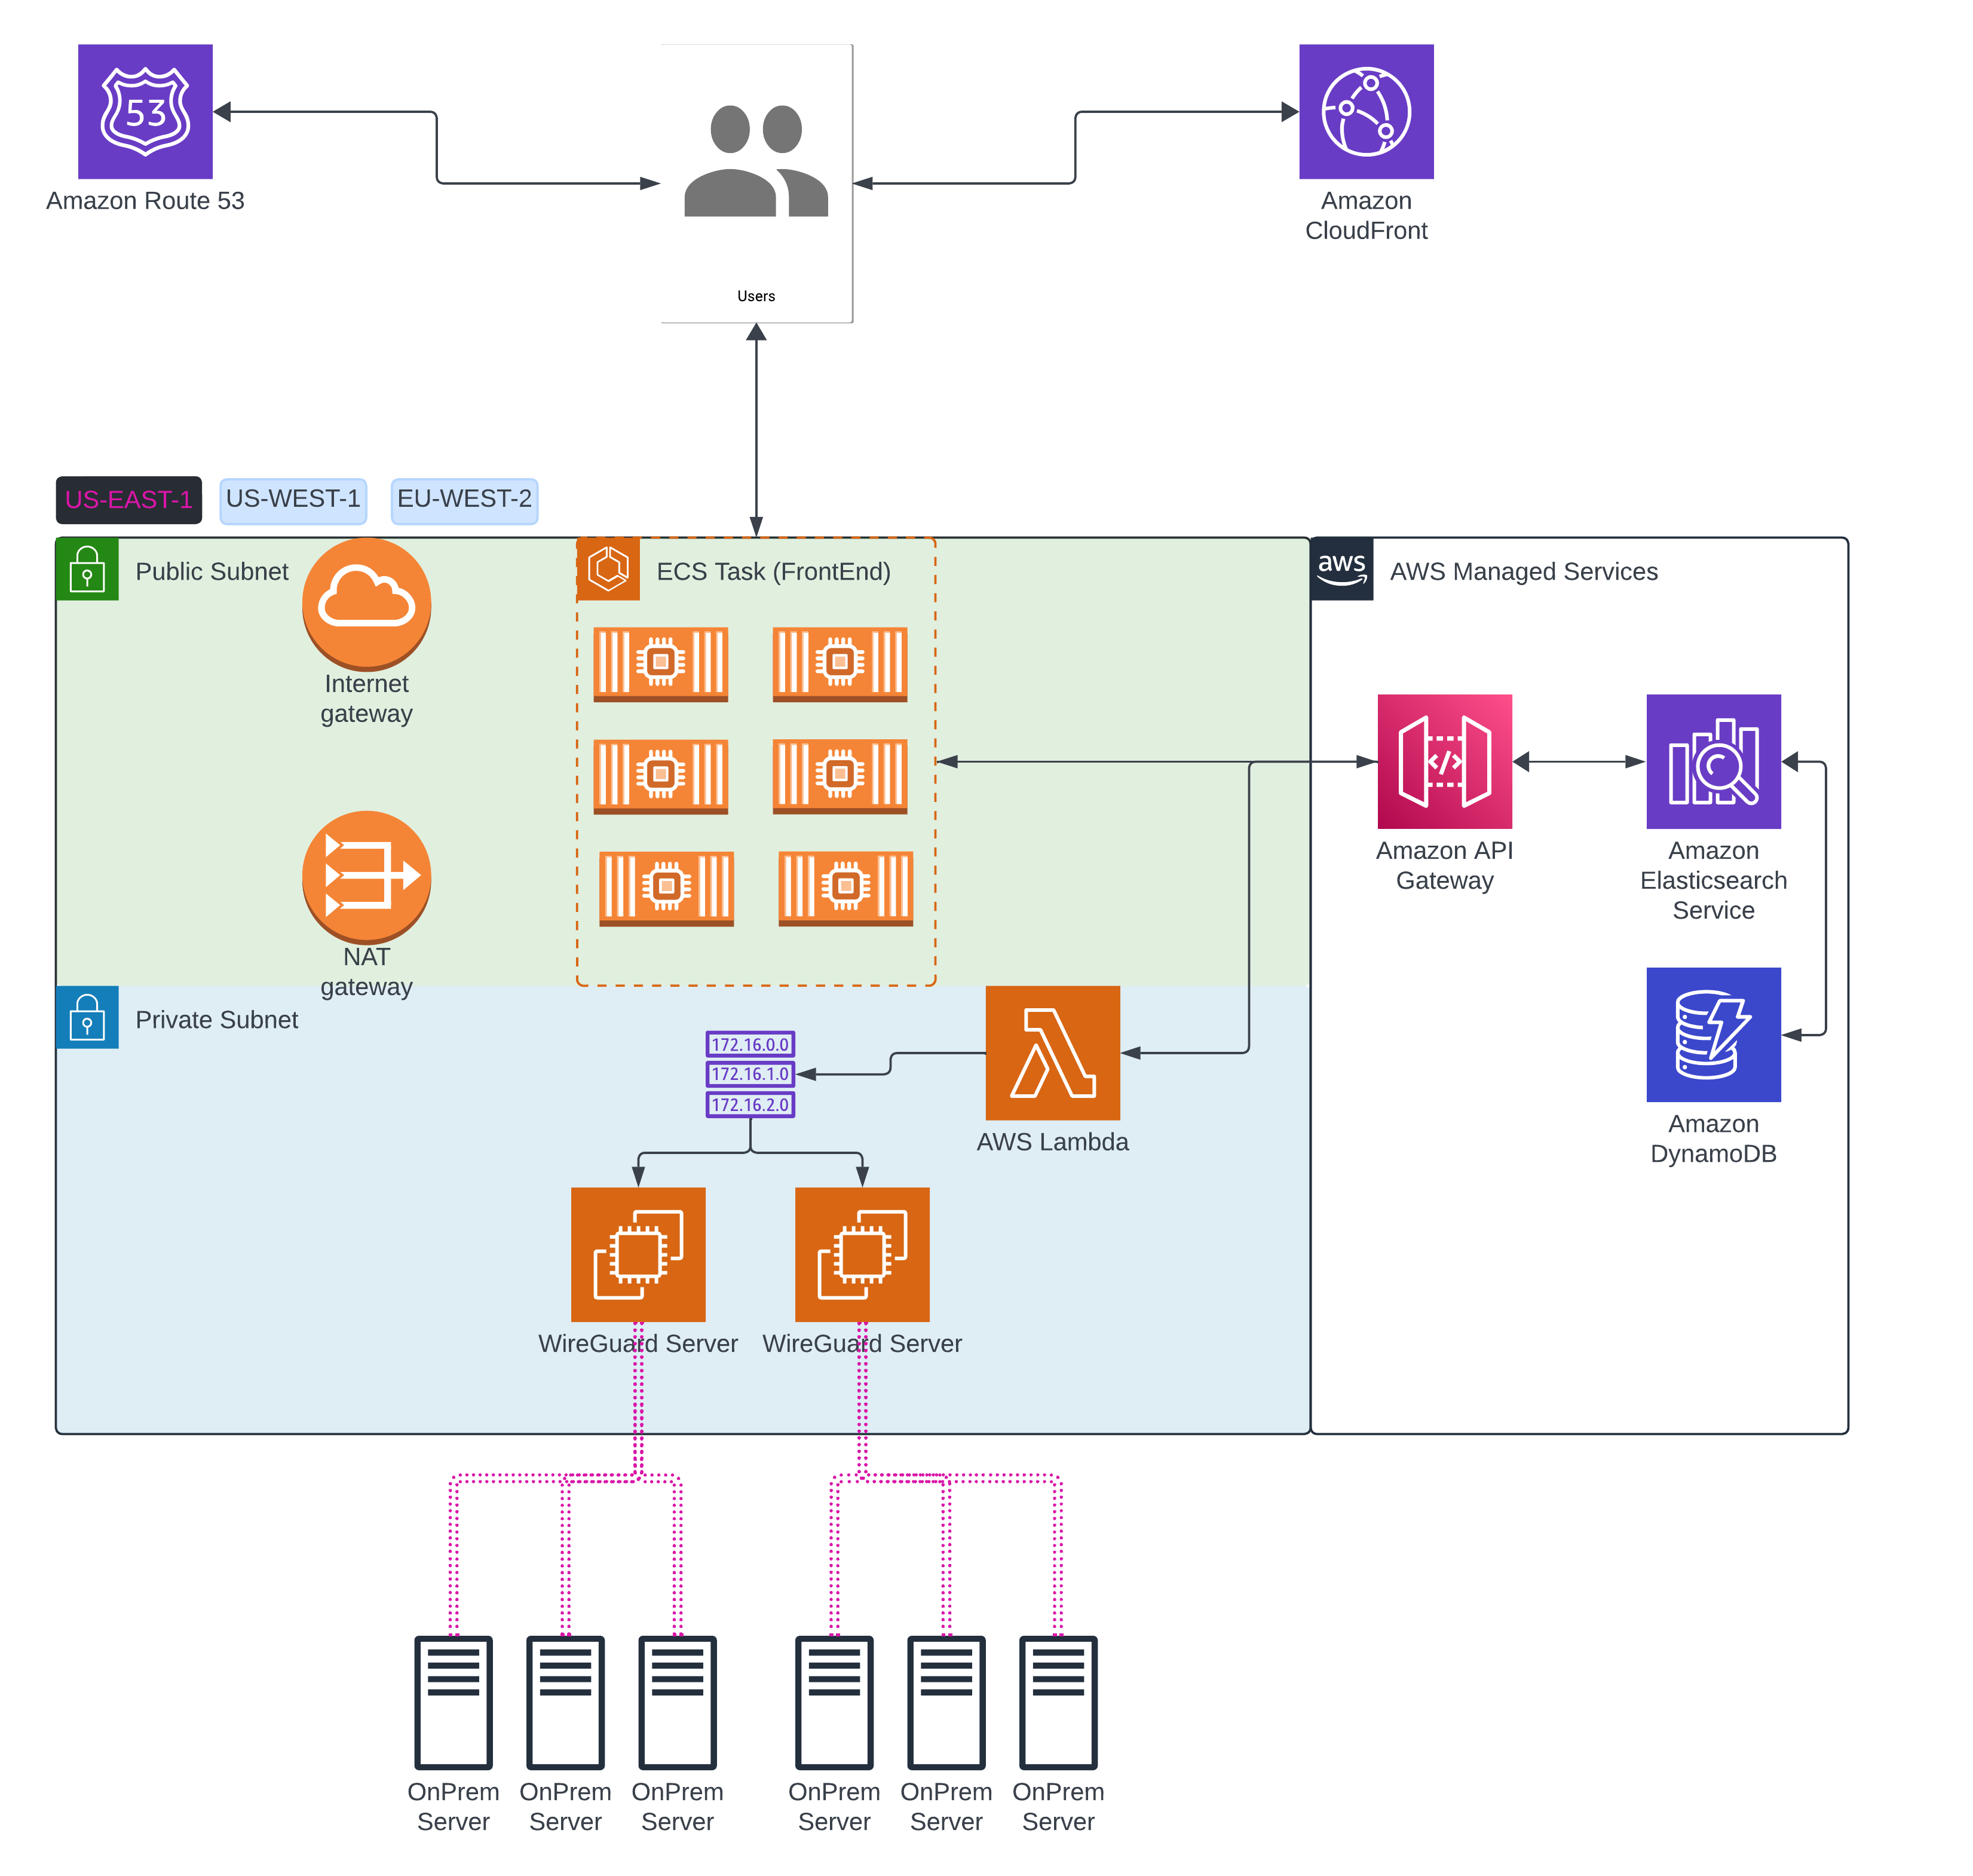 53
Amazon Route 53
Users
Amazon
CloudFront
US-EAST-1
US-WEST-1
EU-WEST-2
Public Subnet
Internet
gateway
NAT
gateway
ECS Task (FrontEnd)
aws
AWS Managed Services
Amazon API
Gateway
Amazon
Elasticsearch
Service
Amazon
DynamoDB
Private Subnet
172.16.0.0
172.16.1.0
172.16.2.0
AWS Lambda
WireGuard Server
WireGuard Server
OnPrem
Server
OnPrem
Server
OnPrem
Server
OnPrem
Server
OnPrem
Server
OnPrem
Server